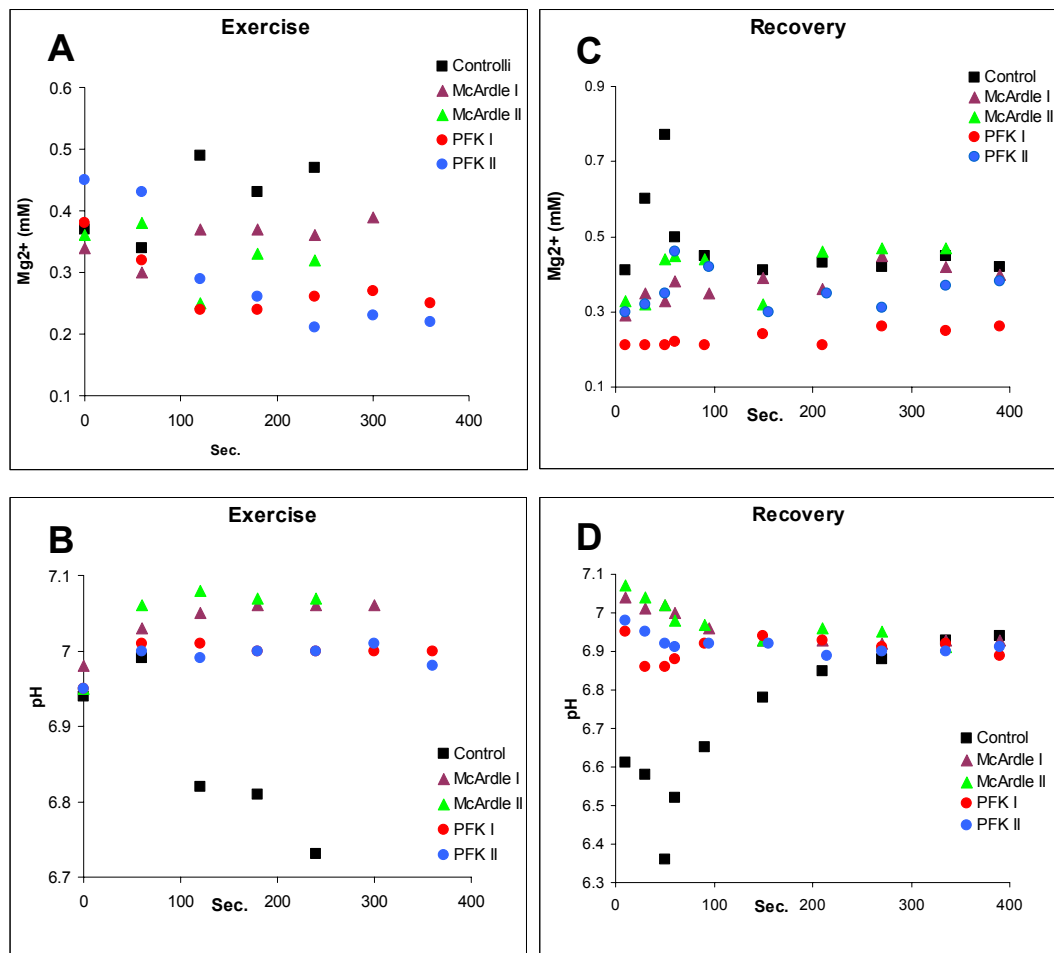 A
Exercise
Controlli
McArdle I
McArdle II
PFK I
PFK II
Mg2+ (mM)
0.6
0.5
0.4
0.3
0.2
0.1
0
100
200
300
400
Sec.
C
Recovery
Control
McArdle I
McArdle II
PFK I
PFK II
Mg2+ (mM)
0.9
0.7
0.5
0.3
0.1
0
100
200
300
400
Sec.
B
Exercise
pH
7.1
7
6.9
6.8
6.7
Control
McArdle I
McArdle II
PFK I
PFK II
0
100
200
300
400
Sec.
D
Recovery
pH
7.1
7
6.9
6.8
6.7
6.6
6.5
6.4
6.3
Control
McArdle I
McArdle II
PFK I
PFK II
0
100
200
300
400
Sec.